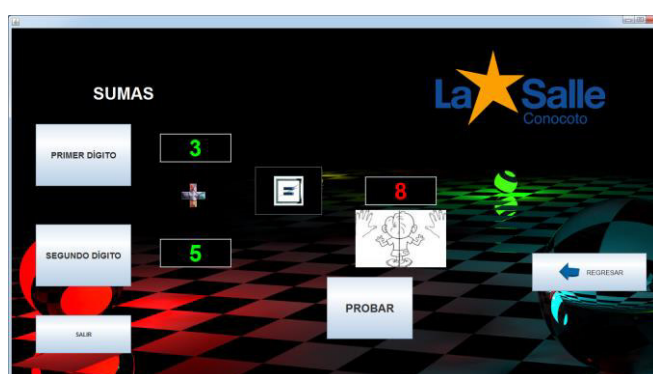 SUMAS
La Salle
Conocoto
PRIMER DÍGITO
3
+
=
8
SEGUNDO DÍGITO
5
REGRESAR
PROBAR
SALIR